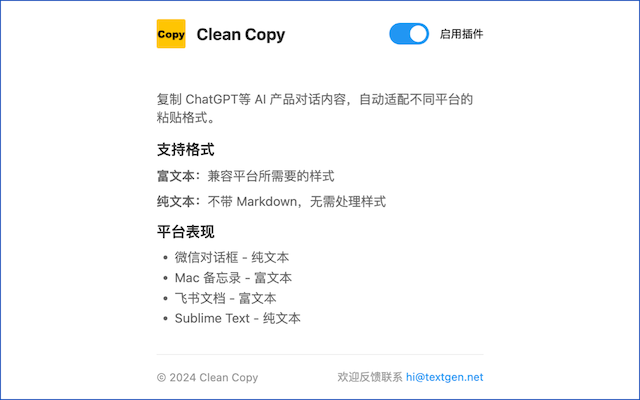 Copy Clean Copy 启用插件
复制 ChatGPT等 AI 产品对话内容，自动适配不同平台的
粘贴格式。
支持格式
富文本：兼容平台所需要的样式
纯文本：不带 Markdown，无需处理样式
平台表现
• 微信对话框 - 纯文本
• Mac 备忘录 - 富文本
• 飞书文档 - 富文本
• Sublime Text - 纯文本
© 2024 Clean Copy 欢迎反馈联系 hi@textgen.net